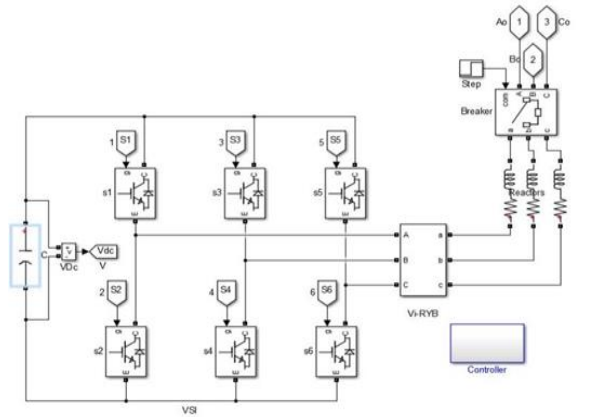 Ao 1 3 Co
Bo 2
Step
com A B C
Breaker
a b c
1 S1 3 S3 5 S5
g C g C g C
s1 s3 s5
E E E
Reactors
A a
B b
C c
Vi-RYB
+
C
-
Vdc
VDc V
2 S2 4 S4 6 S6
g C g C g C
s2 s4 s6
E E E
Controller
VSI